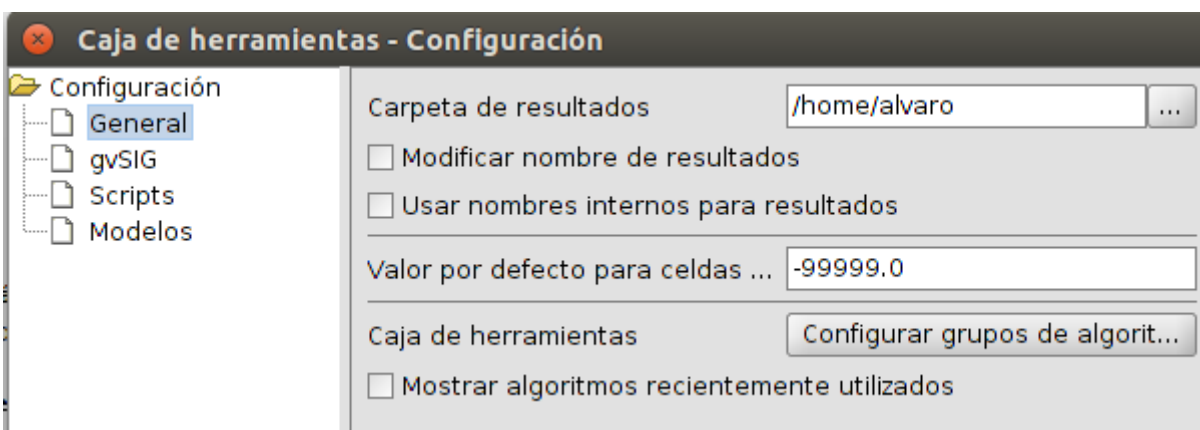 Caja de herramientas - Configuración
Configuración
General
gvSIG
Scripts
Modelos
Carpeta de resultados /home/alvaro ...
Modificar nombre de resultados
Usar nombres internos para resultados
Valor por defecto para celdas ... -99999.0
Caja de herramientas Configurar grupos de algorit...
Mostrar algoritmos recientemente utilizados